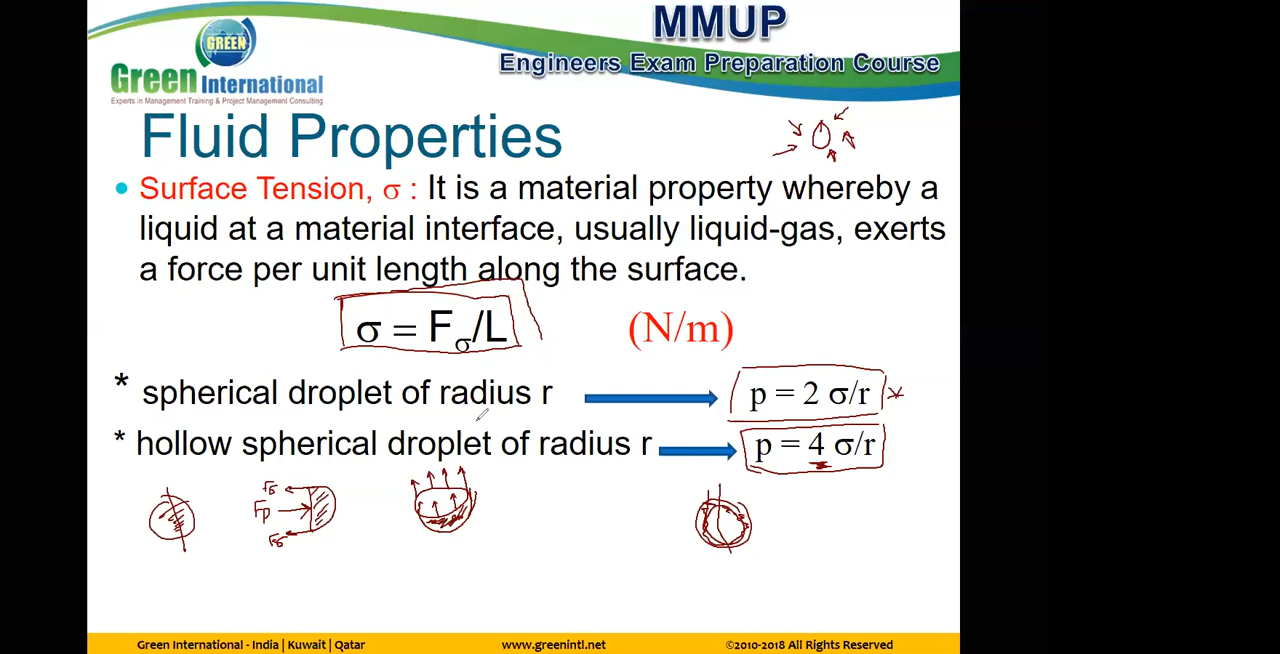 MMUP
Engineers Exam Preparation Course
GREEN
Green International
Experts in Management Training & Project Management Consulting
Fluid Properties
• Surface Tension, σ : It is a material property whereby a
liquid at a material interface, usually liquid-gas, exerts
a force per unit length along the surface.
σ = Fσ/L (N/m)
* spherical droplet of radius r p = 2 σ/r *
* hollow spherical droplet of radius r p = 4 σ/r
Fσ
Fp
Fσ
Green International - India | Kuwait | Qatar www.greenintl.net ©2010-2018 All Rights Reserved